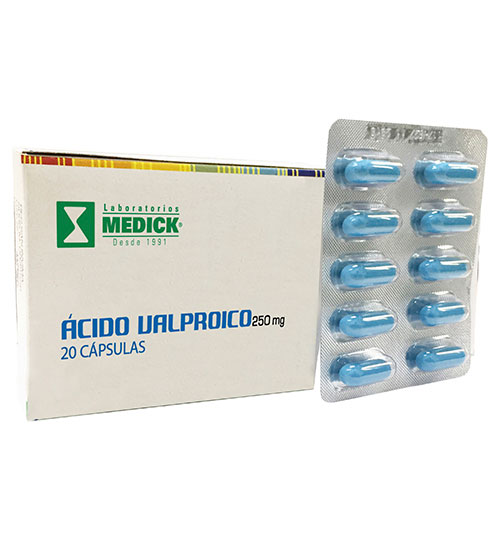 Laboratorios
MEDICK®
Desde 1991
ÁCIDO VALPROICO 250 mg
20 CÁPSULAS